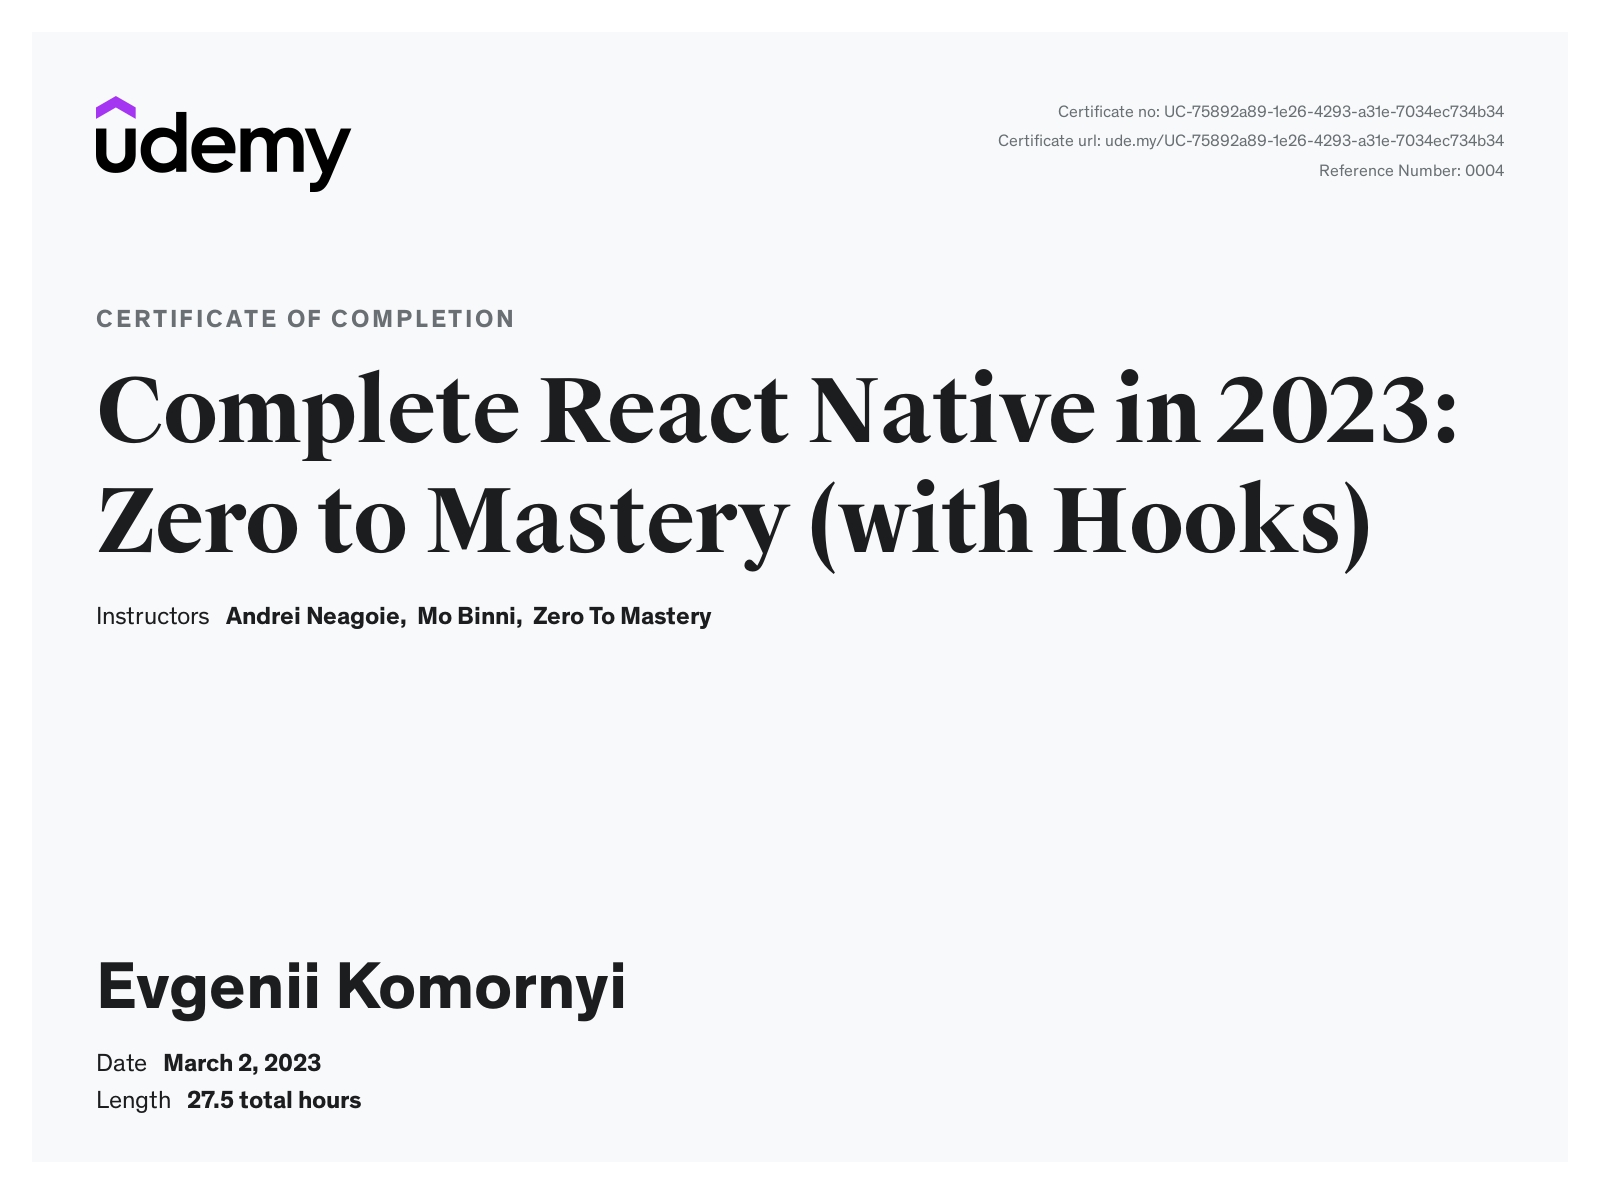 udemy
Certificate no: UC-75892a89-1e26-4293-a31e-7034ec734b34
Certificate url: ude.my/UC-75892a89-1e26-4293-a31e-7034ec734b34
Reference Number: 0004
CERTIFICATE OF COMPLETION
Complete React Native in 2023:
Zero to Mastery (with Hooks)
Instructors Andrei Neagoie, Mo Binni, Zero To Mastery
Evgenii Komornyi
Date March 2, 2023
Length 27.5 total hours